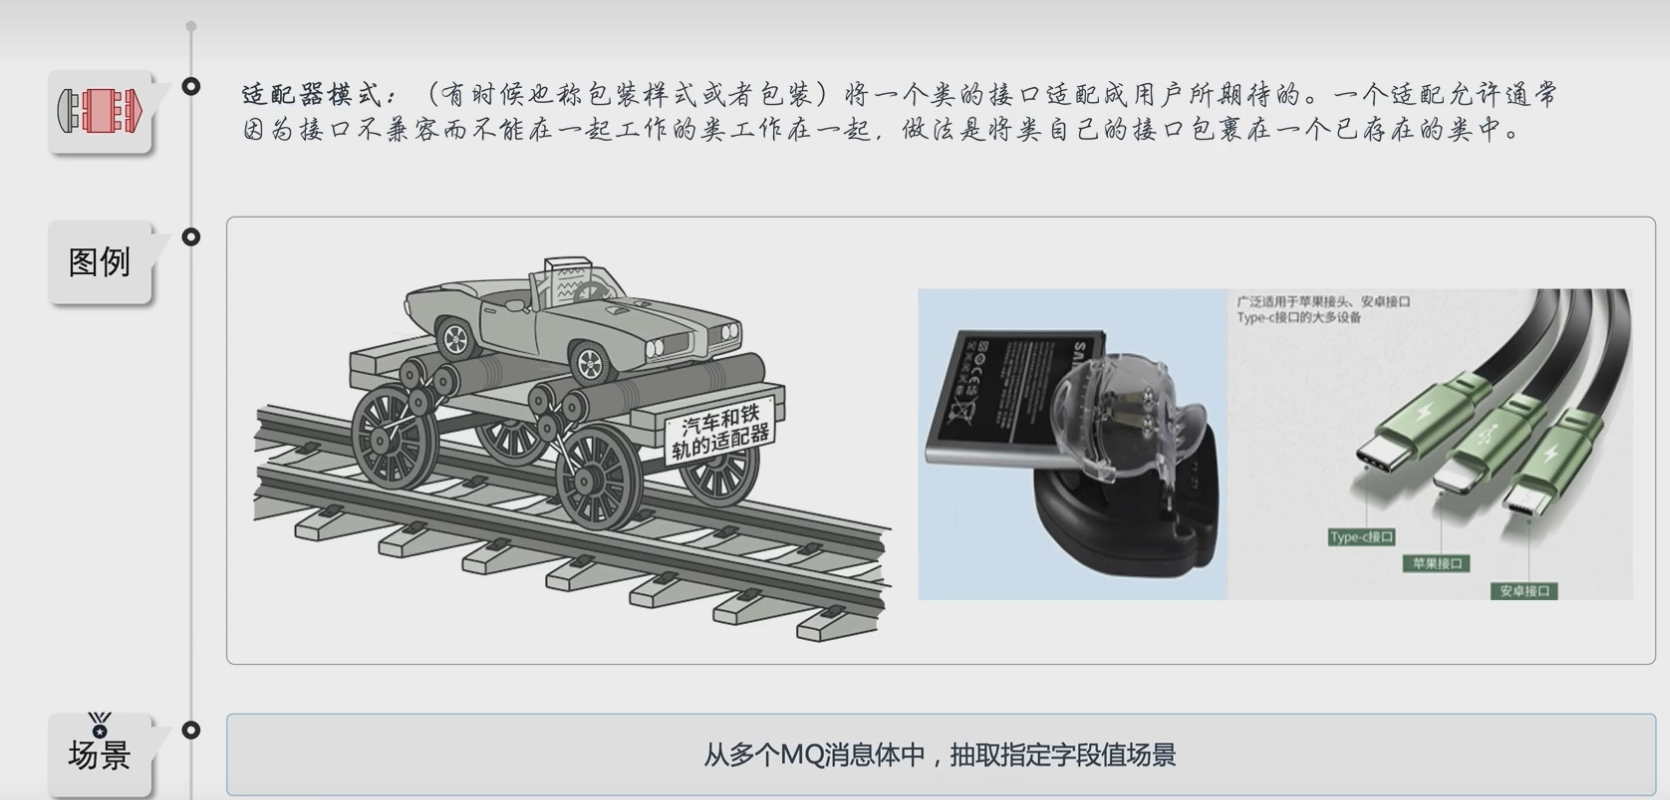 适配器模式：（有时候也称包装样式或者包装）将一个类的接口适配成用户所期待的。一个适配允许通常
因为接口不兼容而不能在一起工作的类工作在一起，做法是将类自己的接口包裹在一个已存在的类中。
图例
汽车和铁
轨的适配器
广泛适用于苹果接头、安卓接口
Type-c接口的大多设备
Type-c接口
苹果接口
安卓接口
场景
从多个MQ消息体中，抽取指定字段值场景